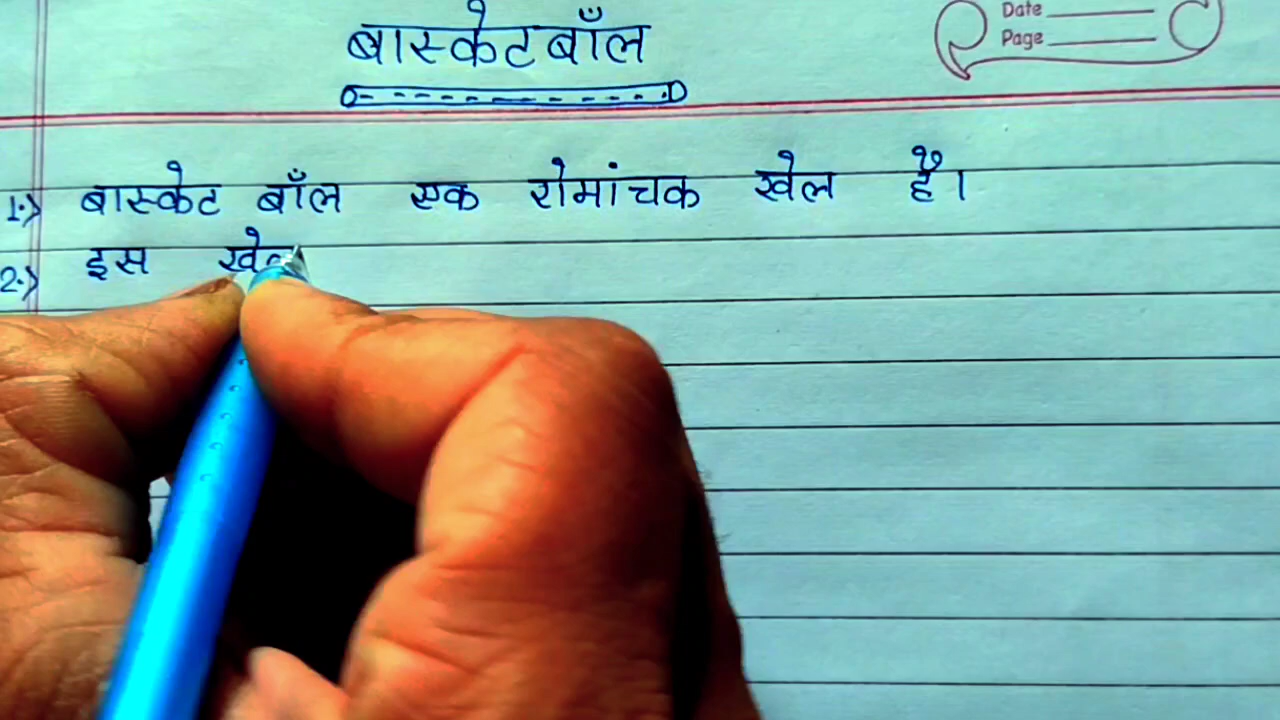 बास्केटबॉल
Date
Page
1.) बास्केट बॉल एक रोमांचक खेल है।
2.) इस खेल